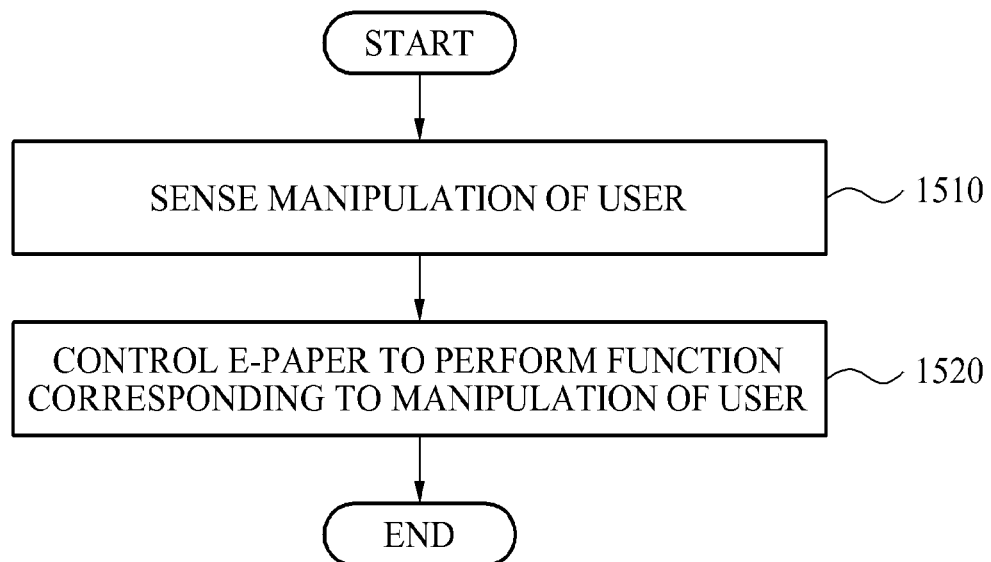 START
SENSE MANIPULATION OF USER
1510
CONTROL E-PAPER TO PERFORM FUNCTION
CORRESPONDING TO MANIPULATION OF USER
1520
END